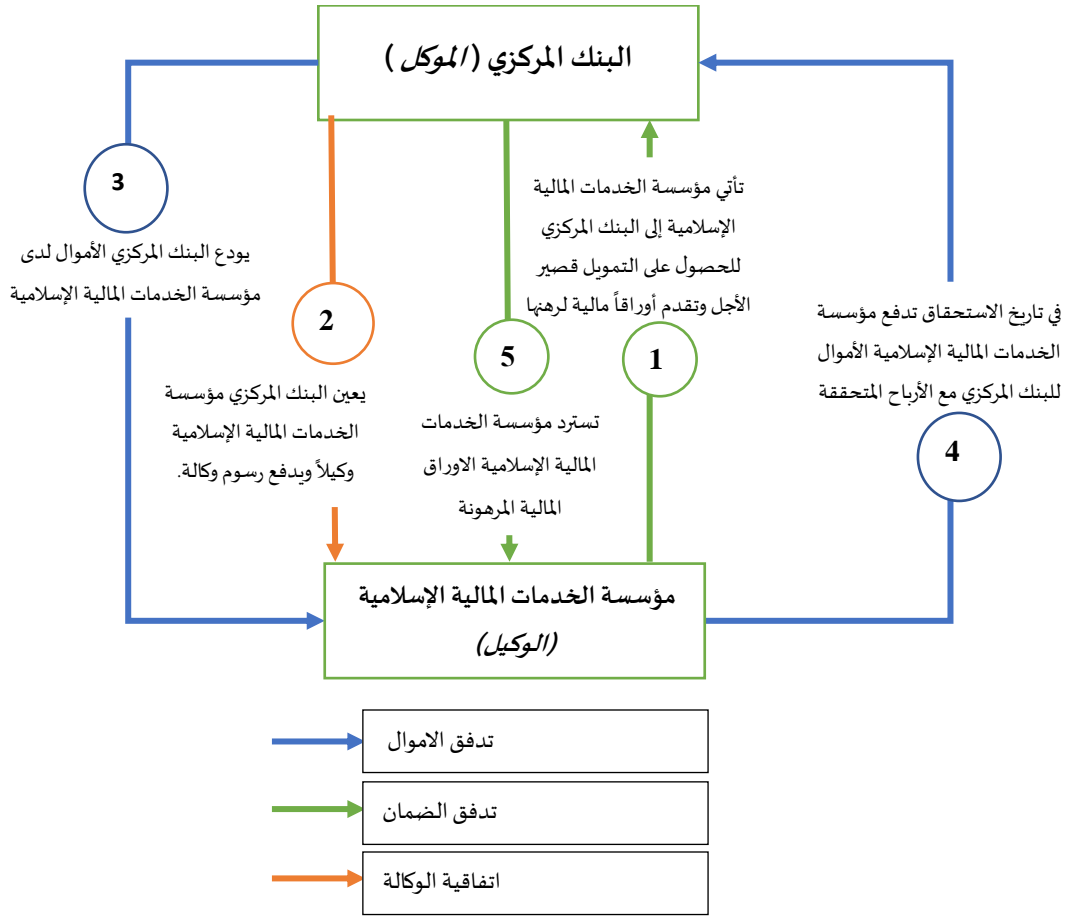 البنك المركزي (الموكل)
3
يودع البنك المركزي الأموال لدى
مؤسسة الخدمات المالية الإسلامية
2
يعين البنك المركزي مؤسسة
الخدمات المالية الإسلامية
وكيلاً ويدفع رسوم وكالة.
5
تسترد مؤسسة الخدمات
المالية الإسلامية الاوراق
المالية المرهونة
تأتي مؤسسة الخدمات المالية
الإسلامية إلى البنك المركزي
للحصول على التمويل قصير
الأجل وتقدم أوراقاً مالية لرهنها
1
في تاريخ الاستحقاق تدفع مؤسسة
الخدمات المالية الإسلامية الأموال
للبنك المركزي مع الأرباح المتحققة
4
مؤسسة الخدمات المالية الإسلامية
(الوكيل)
تدفق الاموال
تدفق الضمان
اتفاقية الوكالة